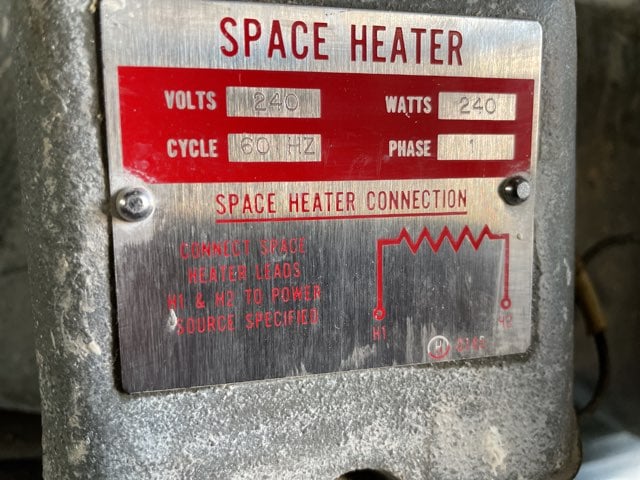 SPACE HEATER
VOLTS 240 WATTS 240
CYCLE 60 HZ PHASE 1
SPACE HEATER CONNECTION
CONNECT SPACE
HEATER LEADS
H1 & H2 TO POWER
SOURCE SPECIFIED
H1 H2